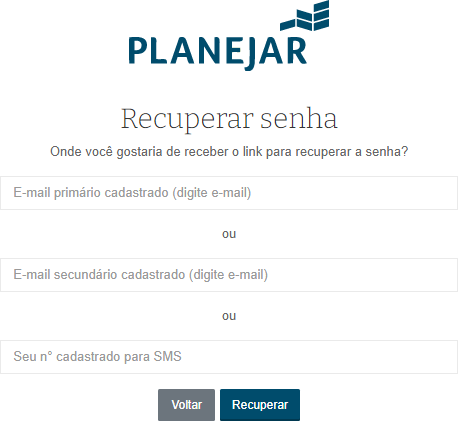 PLANEJAR
Recuperar senha
Onde você gostaria de receber o link para recuperar a senha?
E-mail primário cadastrado (digite e-mail)
ou
E-mail secundário cadastrado (digite e-mail)
ou
Seu n° cadastrado para SMS
Voltar Recuperar